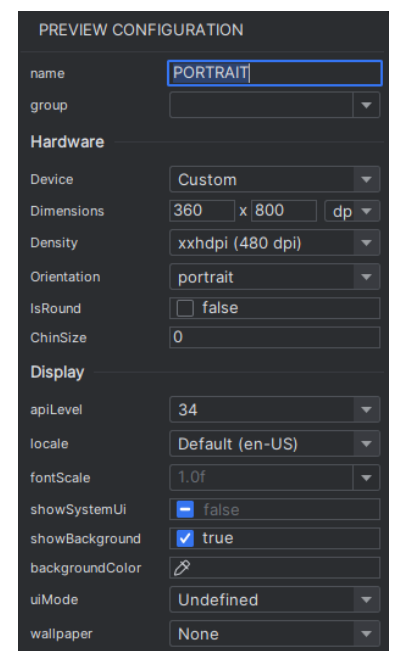 PREVIEW CONFIGURATION
name PORTRAIT
group
Hardware
Device Custom
Dimensions 360 x 800 dp
Density xxhdpi (480 dpi)
Orientation portrait
IsRound false
ChinSize 0
Display
apiLevel 34
locale Default (en-US)
fontScale 1.0f
showSystemUi false
showBackground true
backgroundColor
uiMode Undefined
wallpaper None